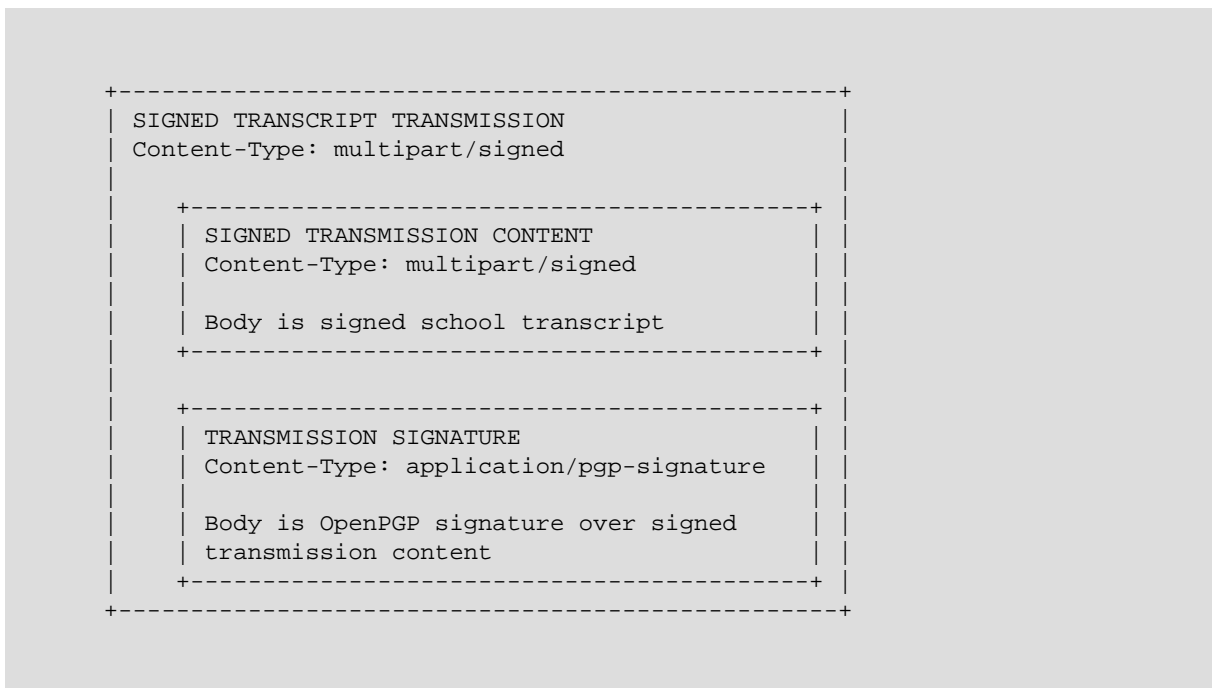 +--------------------------------------------------+
| SIGNED TRANSCRIPT TRANSMISSION                   |
| Content-Type: multipart/signed                   |
|                                                  |
|    +-------------------------------------------+ |
|    | SIGNED TRANSMISSION CONTENT               | |
|    | Content-Type: multipart/signed            | |
|    |                                           | |
|    | Body is signed school transcript          | |
|    +-------------------------------------------+ |
|                                                  |
|    +-------------------------------------------+ |
|    | TRANSMISSION SIGNATURE                    | |
|    | Content-Type: application/pgp-signature   | |
|    |                                           | |
|    | Body is OpenPGP signature over signed     | |
|    | transmission content                      | |
|    +-------------------------------------------+ |
+--------------------------------------------------+